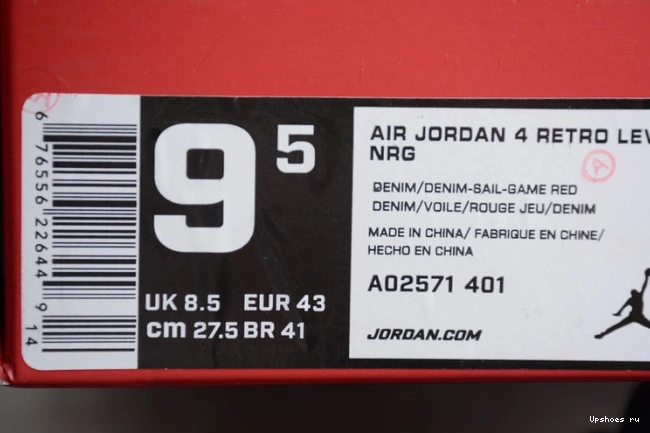 6 76556 22644 9
14
9 5
UK 8.5 EUR 43
cm 27.5 BR 41
AIR JORDAN 4 RETRO LEV
NRG
DENIM/DENIM-SAIL-GAME RED
DENIM/VOILE/ROUGE JEU/DENIM
MADE IN CHINA/ FABRIQUE EN CHINE/
HECHO EN CHINA
AO2571 401
JORDAN.COM
Upshoes ru